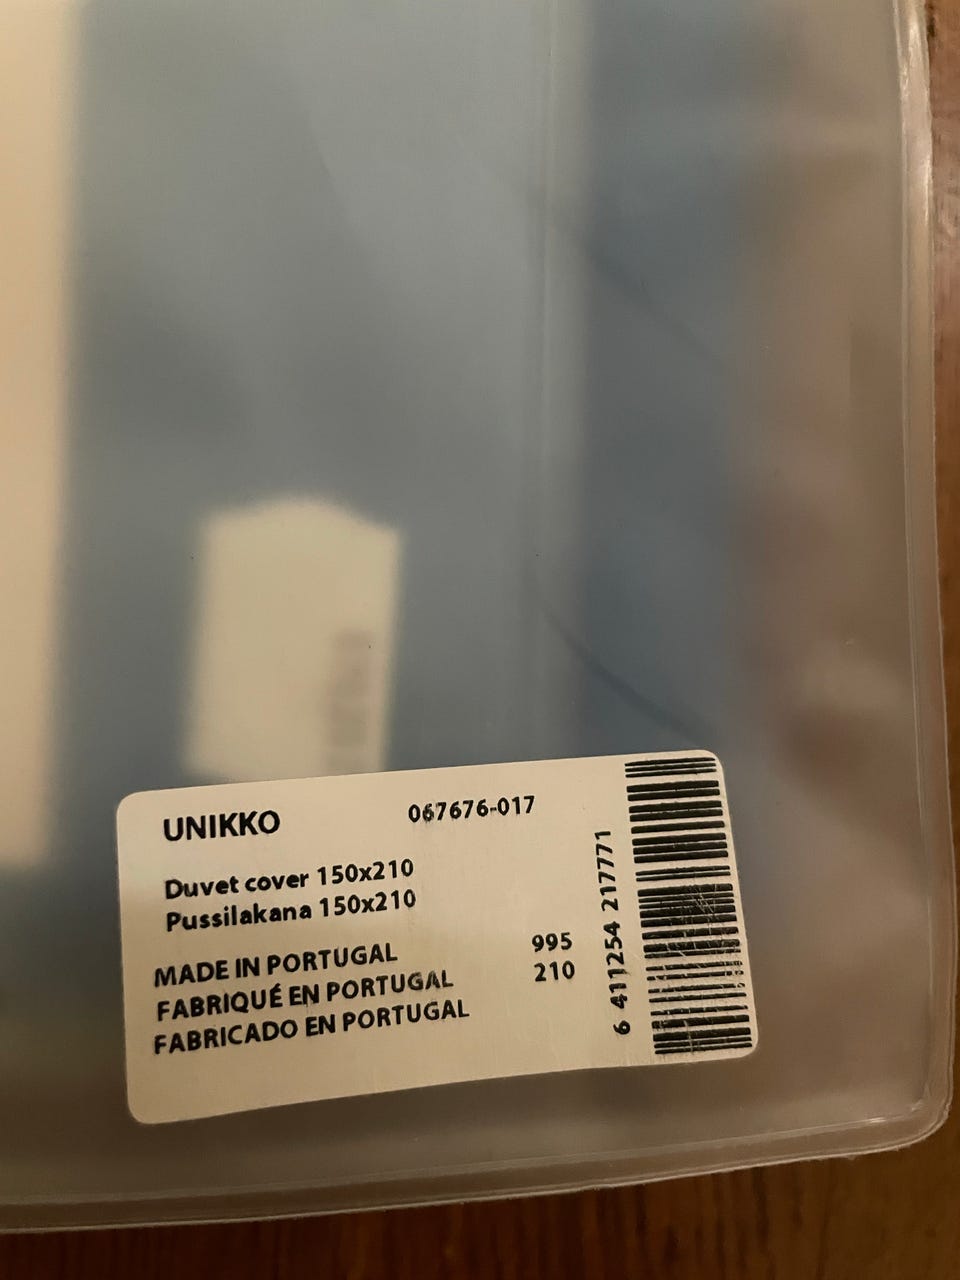 UNIKKO 067676-017
Duvet cover 150x210
Pussilakana 150x210
MADE IN PORTUGAL 995
FABRIQUÉ EN PORTUGAL 210
FABRICADO EN PORTUGAL
6 411254 217771